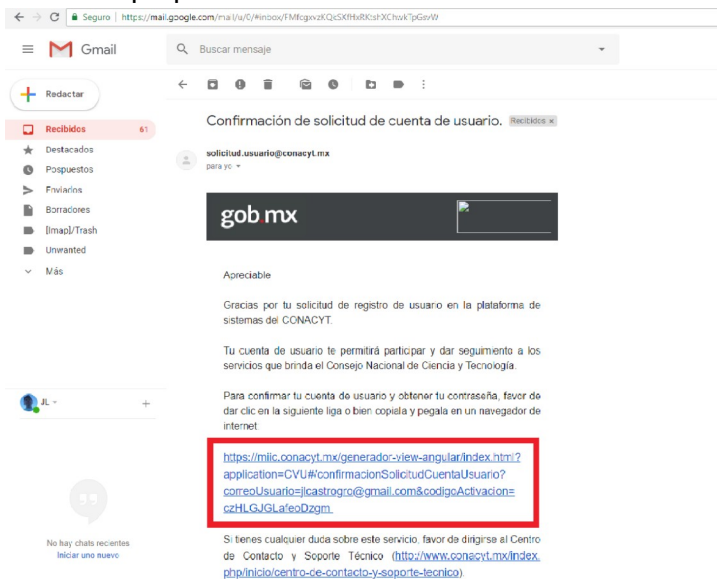 Seguro | https://mail.google.com/mail/u/0/#inbox/
Gmail
Buscar mensaje
Redactar
Confirmación de solicitud de cuenta de usuario. Recibidos x
Recibidos 61
Destacados
solicitud.usuario@conacyt.mx
para yo
Pospuestos
Enviados
Borradores
[Imap]/Trash
Unwanted
Más
gob.mx
Apreciable
Gracias por tu solicitud de registro de usuario en la plataforma de
sistemas del CONACYT.
Tu cuenta de usuario te permitirá participar y dar seguimiento a los
servicios que brinda el Consejo Nacional de Ciencia y Tecnología.
Para confirmar tu cuenta de usuario y obtener tu contraseña, favor de
dar clic en la siguiente liga o bien copiala y pegala en un navegador de
internet
JL
https://miic.conacyt.mx/generador-view-angular/index.html?
application=CVU#/confirmacionSolicitudCuentaUsuario?
correoUsuario=jlcastrogro@gmail.com&codigoActivacion=
czHLGJGLafeoDzgm
Si tienes cualquier duda sobre este servicio, favor de dirigirse al Centro
de Contacto y Soporte Técnico (http://www.conacyt.mx/index.
php/inicio/centro-de-contacto-y-soporte-tecnico).
No hay chats recientes
Iniciar uno nuevo